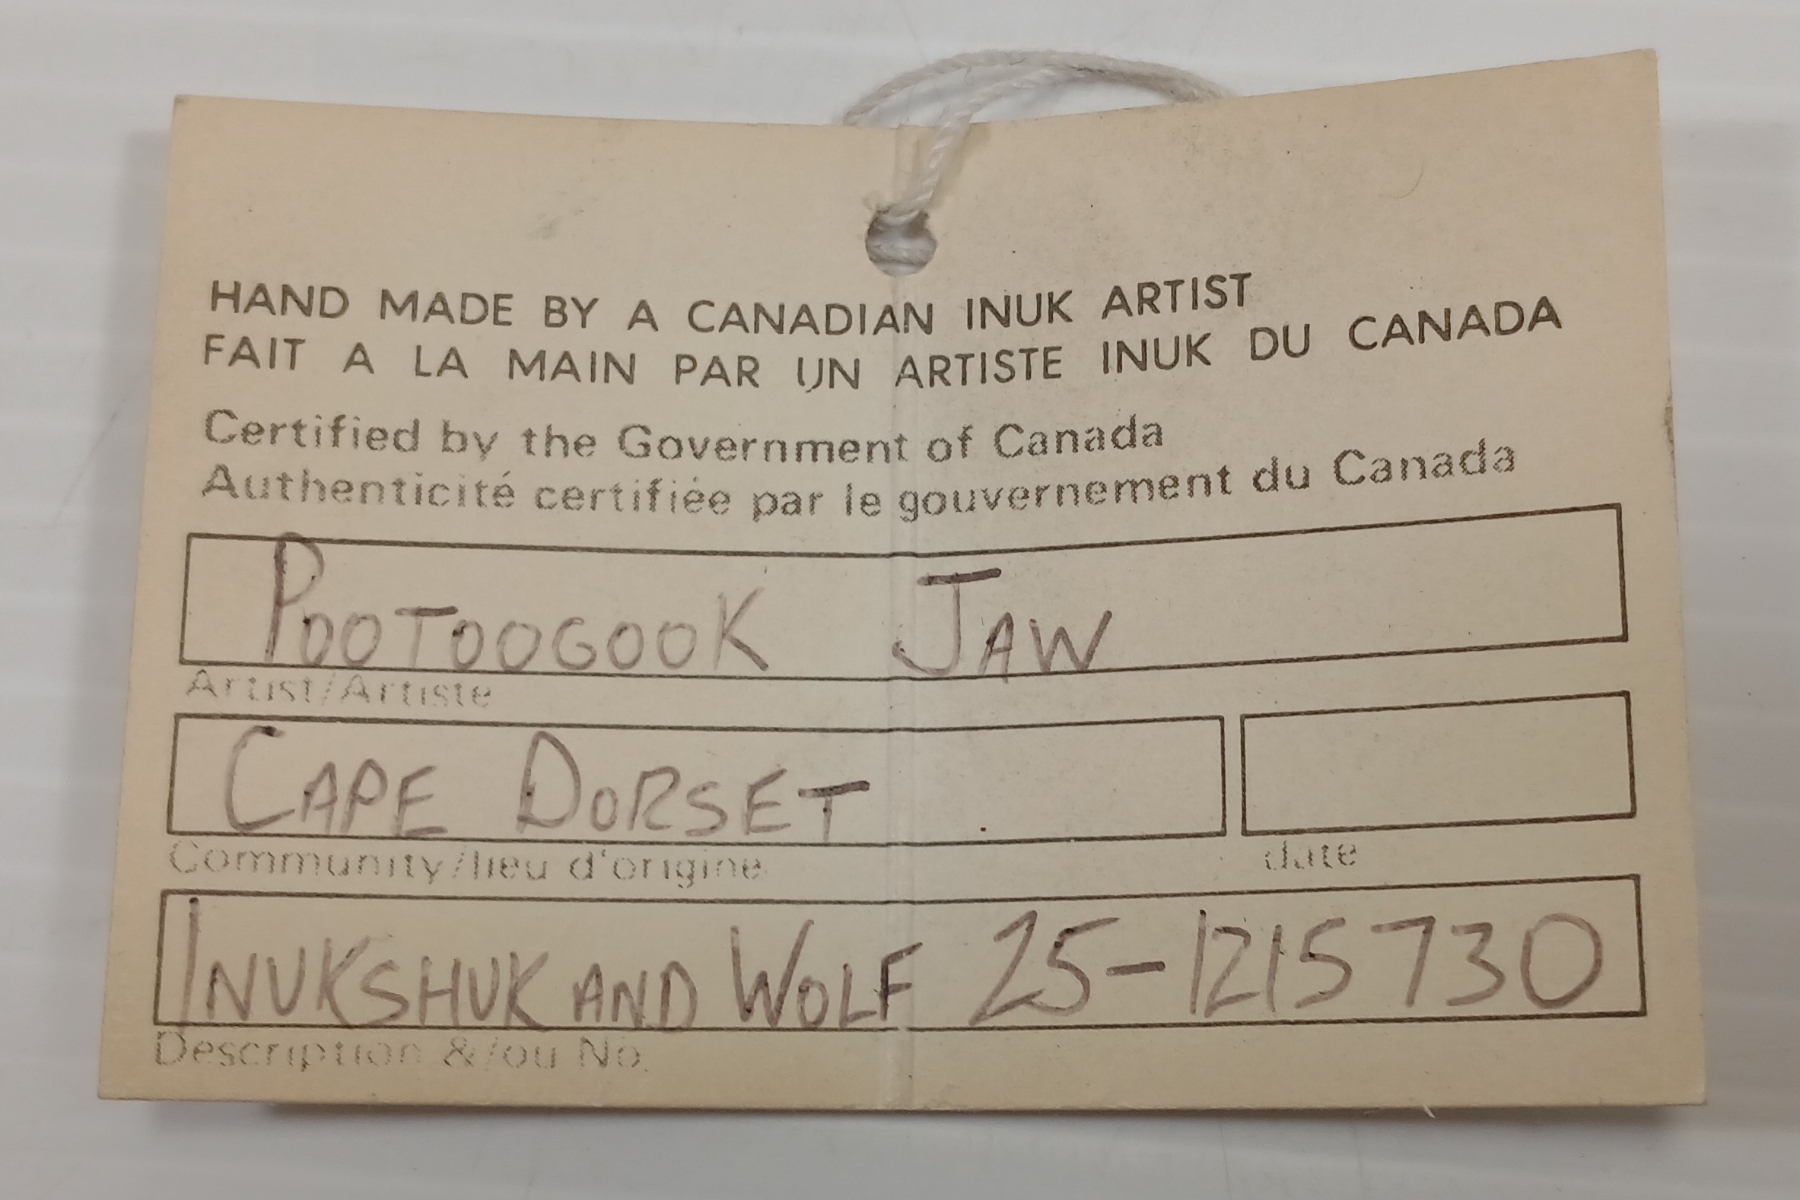 HAND MADE BY A CANADIAN INUK ARTIST
FAIT A LA MAIN PAR UN ARTISTE INUK DU CANADA
Certified by the Government of Canada
Authenticité certifiée par le gouvernement du Canada
POOTOOGOOK JAW
Artist/Artiste
CAPE DORSET
Community/lieu d'origine date
INUKSHUK AND WOLF 25-1215730
Description &/ou No.